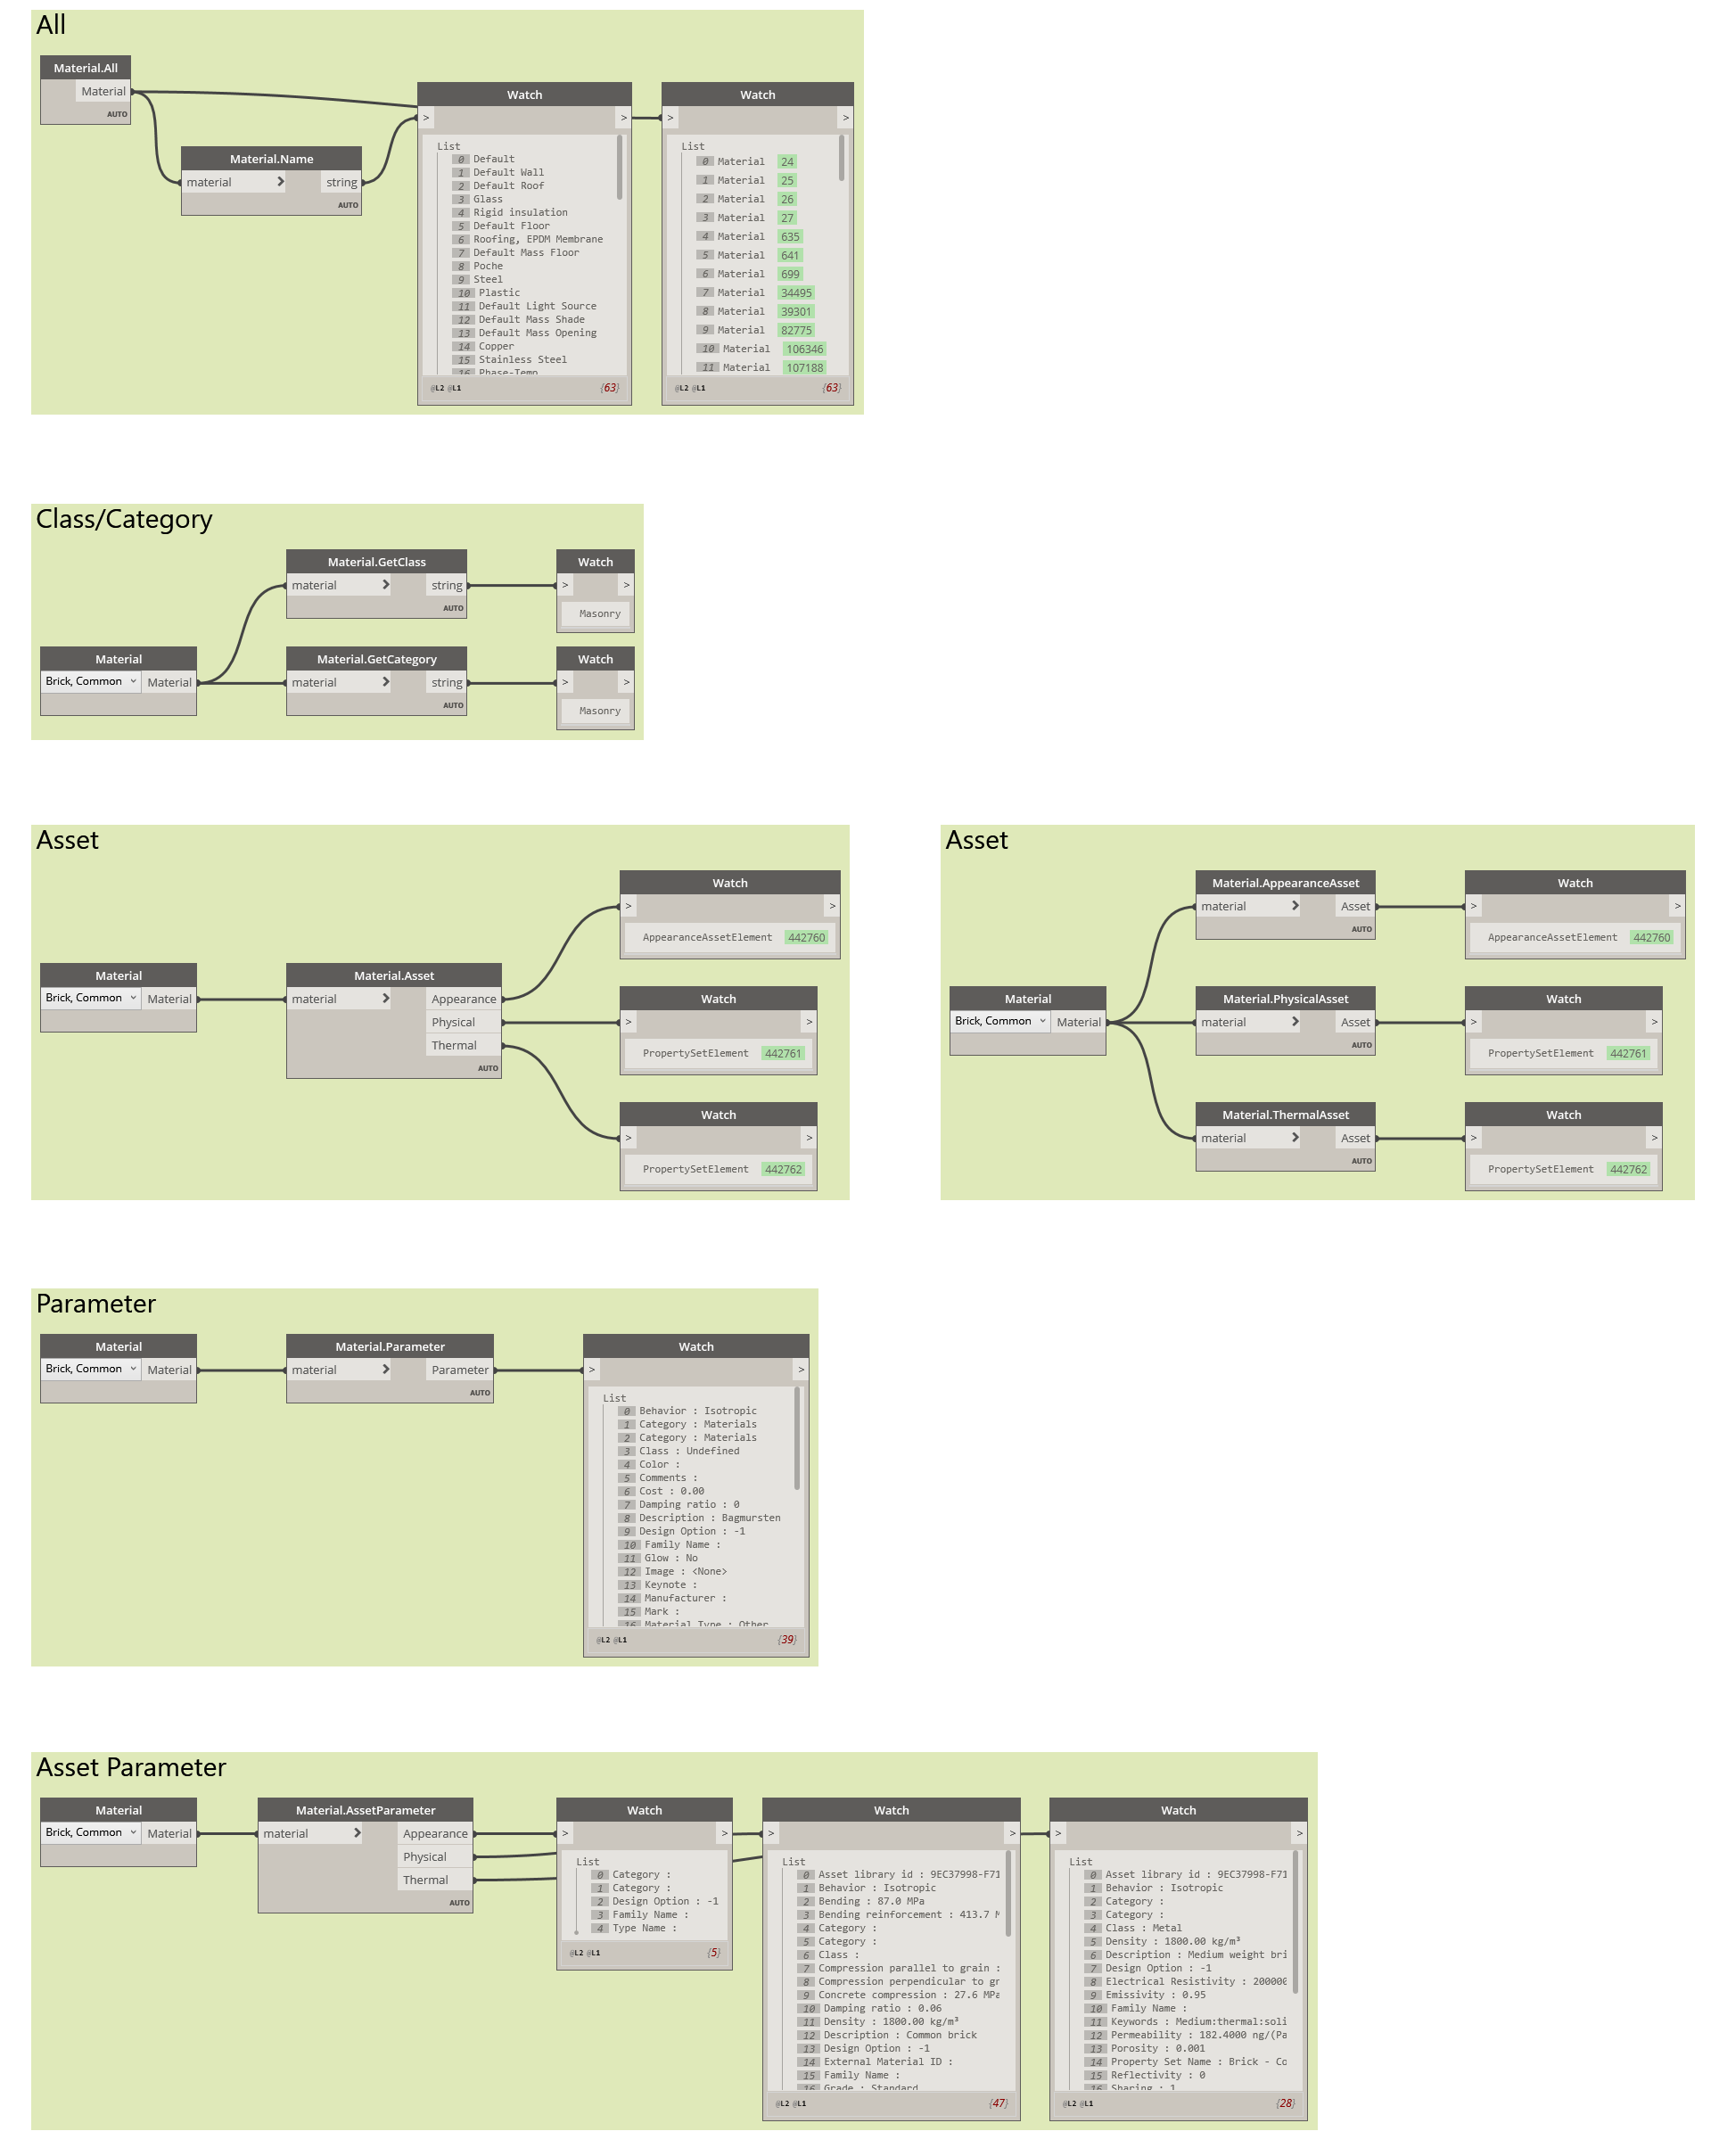 All
Material.All
Material
AUTO
Material.Name
material > string
AUTO
Watch
> >
List
0 Default
1 Default Wall
2 Default Roof
3 Glass
4 Rigid insulation
5 Default Floor
6 Roofing, EPDM Membrane
7 Default Mass Floor
8 Poche
9 Steel
10 Plastic
11 Default Light Source
12 Default Mass Shade
13 Default Mass Opening
14 Copper
15 Stainless Steel
16 Phase-Temp
@L2 @L1 {63}
Watch
> >
List
0 Material 24
1 Material 25
2 Material 26
3 Material 27
4 Material 635
5 Material 641
6 Material 699
7 Material 34495
8 Material 39301
9 Material 82775
10 Material 106346
11 Material 107188
@L2 @L1 {63}
Class/Category
Material.GetClass
material > string
AUTO
Watch
> >
Masonry
Material
Brick, Common Material
Material.GetCategory
material > string
AUTO
Watch
> >
Masonry
Asset
Material
Brick, Common Material
Material.Asset
material > Appearance
Physical
Thermal
AUTO
Watch
> >
AppearanceAssetElement 442760
Watch
> >
PropertySetElement 442761
Watch
> >
PropertySetElement 442762
Asset
Material
Brick, Common Material
Material.AppearanceAsset
material > Asset
AUTO
Watch
> >
AppearanceAssetElement 442760
Material.PhysicalAsset
material > Asset
AUTO
Watch
> >
PropertySetElement 442761
Material.ThermalAsset
material > Asset
AUTO
Watch
> >
PropertySetElement 442762
Parameter
Material
Brick, Common Material
Material.Parameter
material > Parameter
AUTO
Watch
> >
List
0 Behavior : Isotropic
1 Category : Materials
2 Category : Materials
3 Class : Undefined
4 Color :
5 Comments :
6 Cost : 0.00
7 Damping ratio : 0
8 Description : Bagmursten
9 Design Option : -1
10 Family Name :
11 Glow : No
12 Image : <None>
13 Keynote :
14 Manufacturer :
15 Mark :
16 Material Type : Other
@L2 @L1 {39}
Asset Parameter
Material
Brick, Common Material
Material.AssetParameter
material > Appearance
Physical
Thermal
AUTO
Watch
> >
List
0 Category :
1 Category :
2 Design Option : -1
3 Family Name :
4 Type Name :
@L2 @L1 {5}
Watch
> >
List
0 Asset library id : 9EC37998-F71
1 Behavior : Isotropic
2 Bending : 87.0 MPa
3 Bending reinforcement : 413.7 M
4 Category :
5 Category :
6 Class :
7 Compression parallel to grain :
8 Compression perpendicular to gr
9 Concrete compression : 27.6 MPa
10 Damping ratio : 0.06
11 Density : 1800.00 kg/m³
12 Description : Common brick
13 Design Option : -1
14 External Material ID :
15 Family Name :
16 Grade : Standard
@L2 @L1 {47}
Watch
> >
List
0 Asset library id : 9EC37998-F71
1 Behavior : Isotropic
2 Category :
3 Category :
4 Class : Metal
5 Density : 1800.00 kg/m³
6 Description : Medium weight bri
7 Design Option : -1
8 Electrical Resistivity : 200000
9 Emissivity : 0.95
10 Family Name :
11 Keywords : Medium:thermal:soli
12 Permeability : 182.4000 ng/(Pa
13 Porosity : 0.001
14 Property Set Name : Brick - Co
15 Reflectivity : 0
16 Sharing : 1
@L2 @L1 {28}